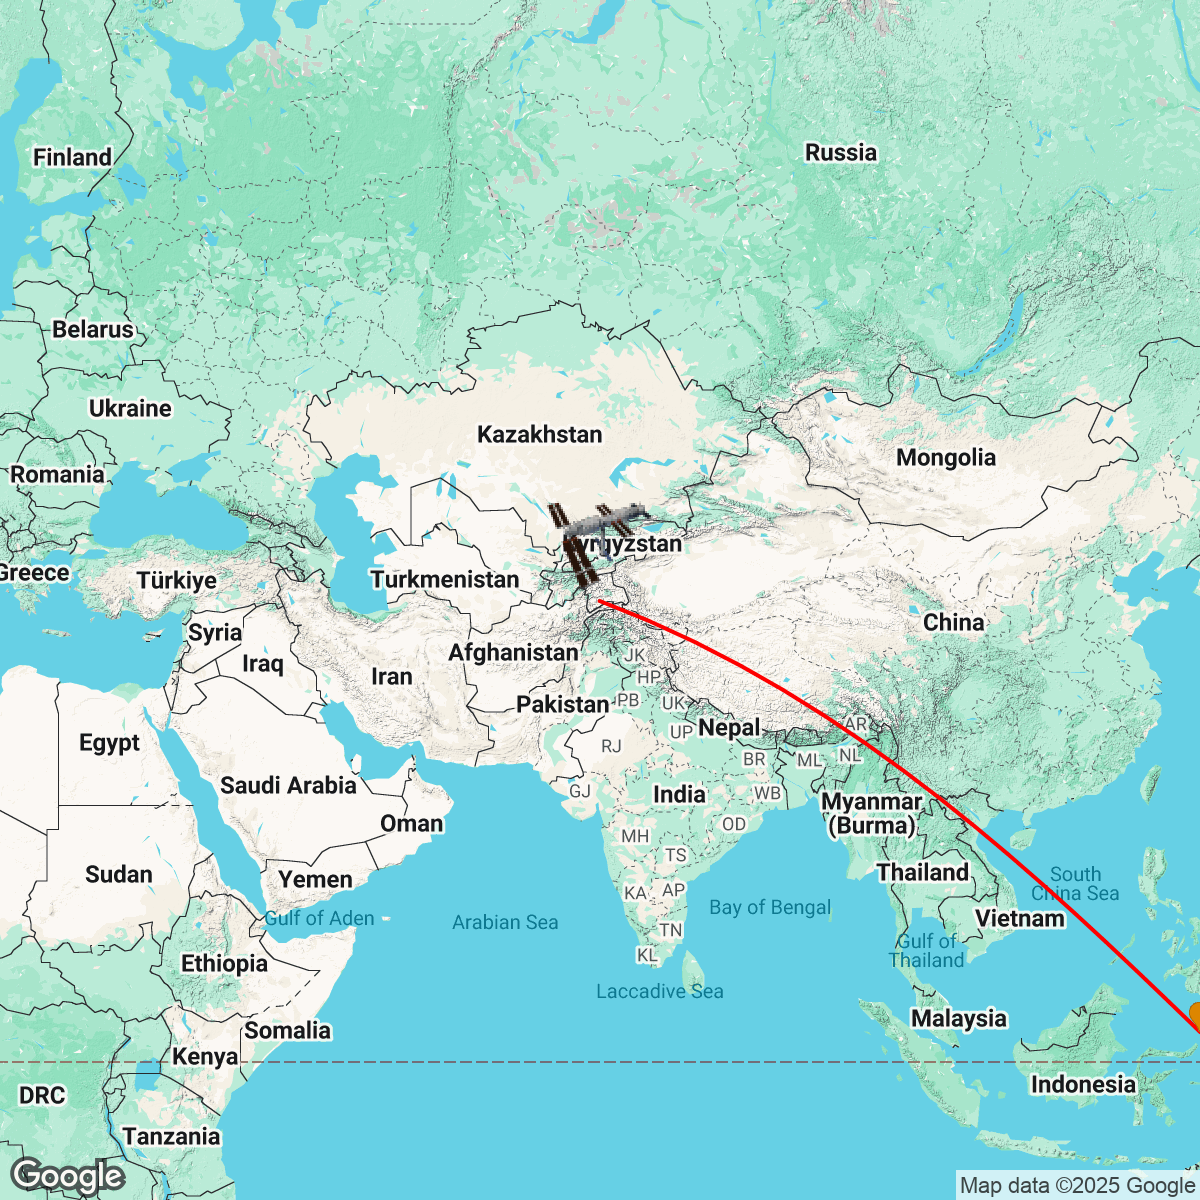 Russia
Finland
Belarus
Ukraine
Kazakhstan
Mongolia
Romania
Kyrgyzstan
Greece
Türkiye
Turkmenistan
China
Syria
Afghanistan
JK
Iraq
Iran
HP
Pakistan
PB
UK
AR
Nepal
UP
Egypt
RJ
NL
BR
ML
Saudi Arabia
GJ
India
WB
Myanmar
(Burma)
Oman
OD
MH
TS
Sudan
Yemen
Thailand
South
China Sea
KA
AP
Gulf of Aden
Arabian Sea
Bay of Bengal
Vietnam
TN
Gulf of
Thailand
KL
Ethiopia
Laccadive Sea
Malaysia
Somalia
Kenya
Indonesia
DRC
Tanzania
Google
Map data ©2025 Google